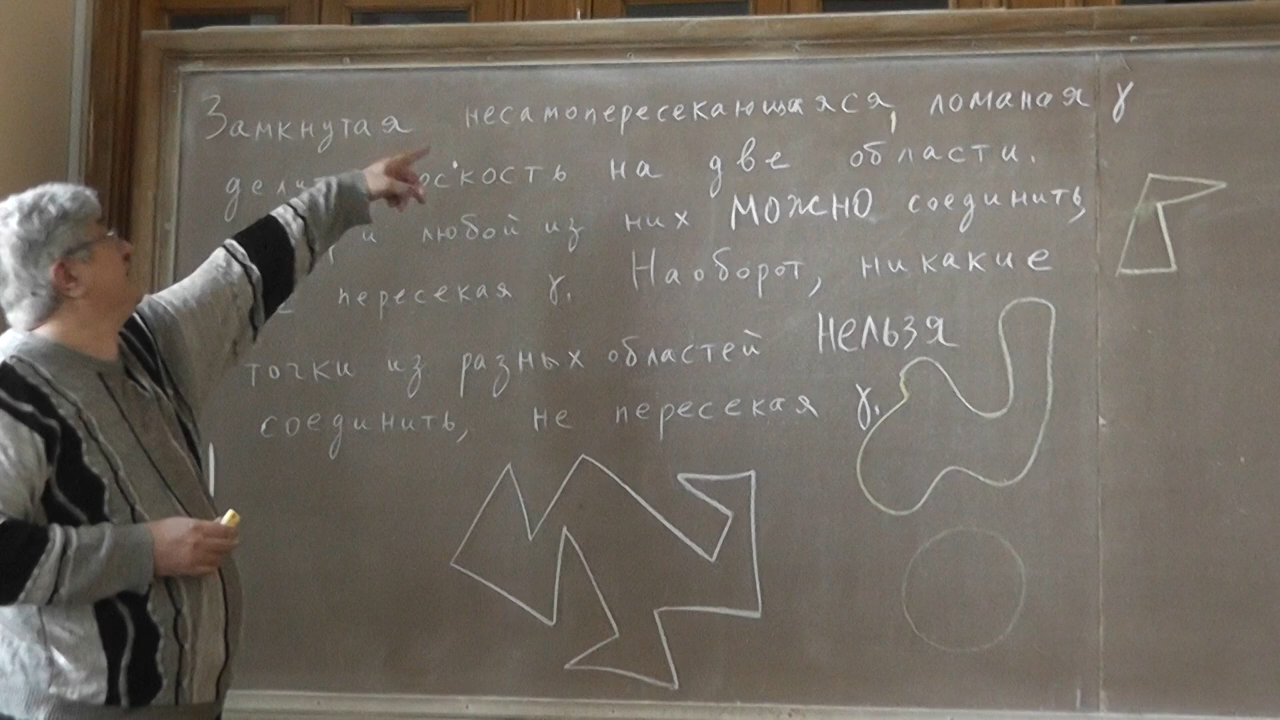 Замкнутая несамопересекающаяся, ломаная γ
на две области.
любой из них МОЖНО соединить,
пересекая γ. Наоборот, никакие
точки из разных областей НЕЛЬЗЯ
соединить, не пересекая γ.